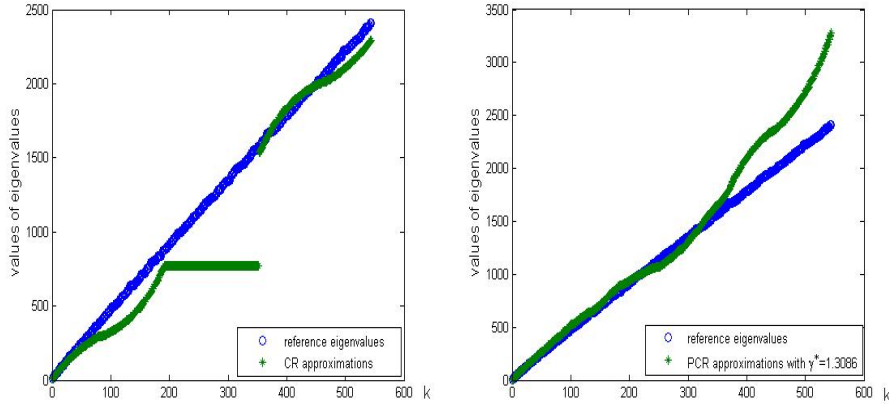 2500
2000
1500
1000
500
0
values of eigenvalues
0 100 200 300 400 500 600 k
reference eigenvalues
CR approximations
3500
3000
2500
2000
1500
1000
500
0
values of eigenvalues
0 100 200 300 400 500 600 k
reference eigenvalues
PCR approximations with γ*=1.3086